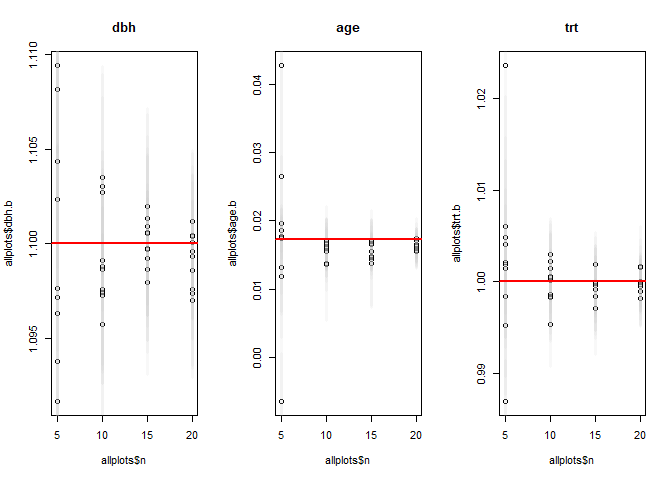 dbh
allplots$dbh.b
1.110
1.105
1.100
1.095
5 10 15 20
allplots$n
age
allplots$age.b
0.04
0.03
0.02
0.01
0.00
5 10 15 20
allplots$n
trt
allplots$trt.b
1.02
1.01
1.00
0.99
5 10 15 20
allplots$n